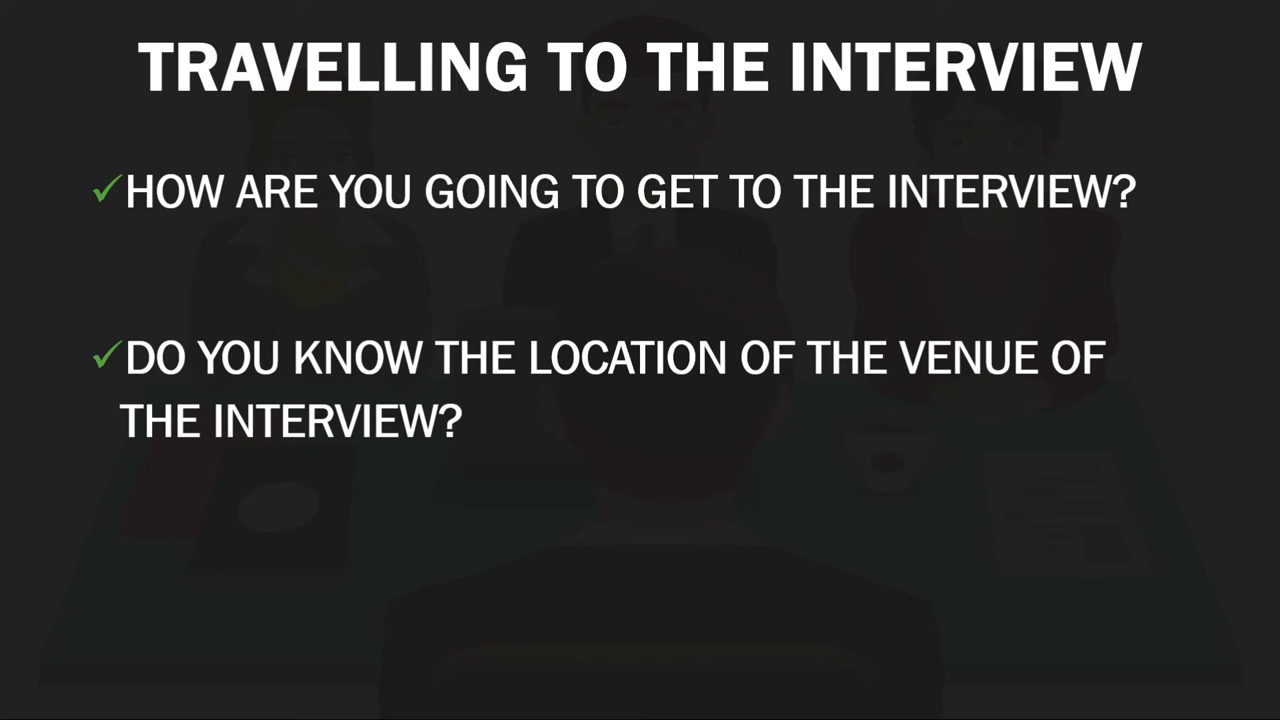 TRAVELLING TO THE INTERVIEW
✓HOW ARE YOU GOING TO GET TO THE INTERVIEW?
✓DO YOU KNOW THE LOCATION OF THE VENUE OF
THE INTERVIEW?